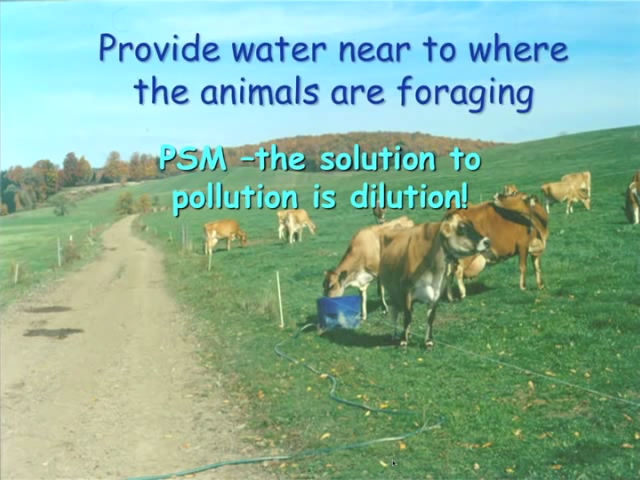 Provide water near to where
the animals are foraging
PSM –the solution to
pollution is dilution!